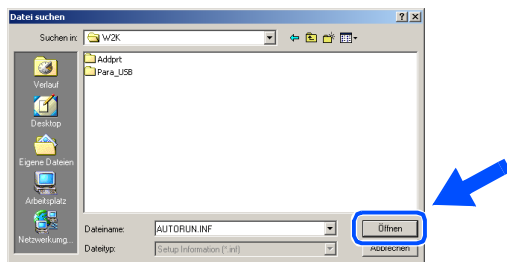 Datei suchen
Suchen in: W2K
Addprt
Para_USB
Verlauf
Desktop
Eigene Dateien
Arbeitsplatz
Netzwerkumg...
Dateiname: AUTORUN.INF Öffnen
Dateityp: Setup Information (*.inf) Abbrechen